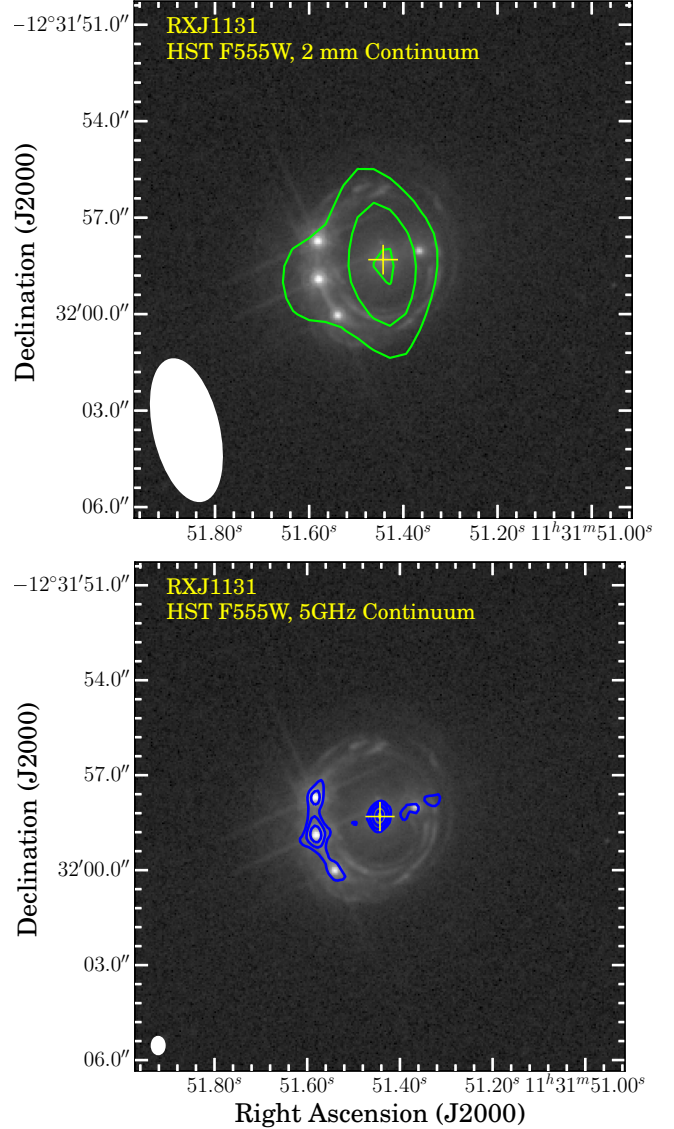 RXJ1131
HST F555W, 2 mm Continuum
−12°31′51.0″
54.0″
57.0″
32′00.0″
03.0″
06.0″
Declination (J2000)
51.80ˢ 51.60ˢ 51.40ˢ 51.20ˢ 11ʰ31ᵐ51.00ˢ
RXJ1131
HST F555W, 5GHz Continuum
−12°31′51.0″
54.0″
57.0″
32′00.0″
03.0″
06.0″
Declination (J2000)
51.80ˢ 51.60ˢ 51.40ˢ 51.20ˢ 11ʰ31ᵐ51.00ˢ
Right Ascension (J2000)